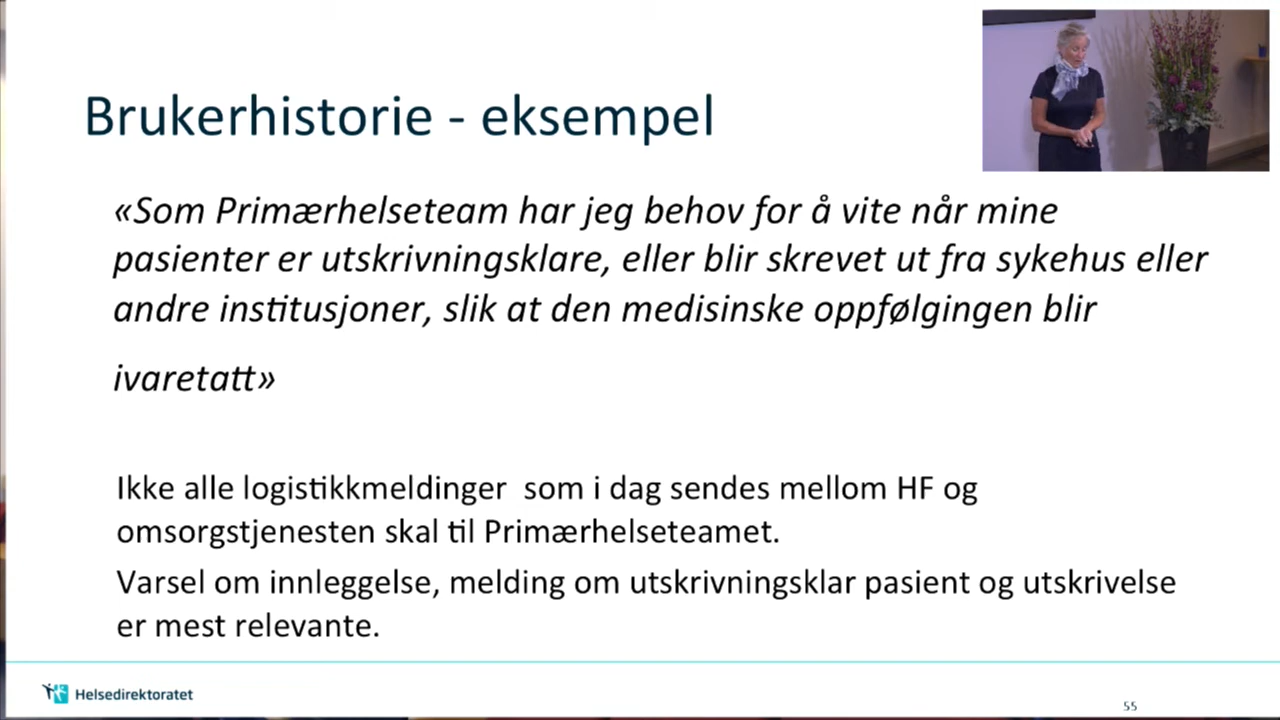 Brukerhistorie - eksempel
«Som Primærhelseteam har jeg behov for å vite når mine
pasienter er utskrivningsklare, eller blir skrevet ut fra sykehus eller
andre institusjoner, slik at den medisinske oppfølgingen blir
ivaretatt»
Ikke alle logistikkmeldinger som i dag sendes mellom HF og
omsorgstjenesten skal til Primærhelseteamet.
Varsel om innleggelse, melding om utskrivningsklar pasient og utskrivelse
er mest relevante.
Helsedirektoratet
55